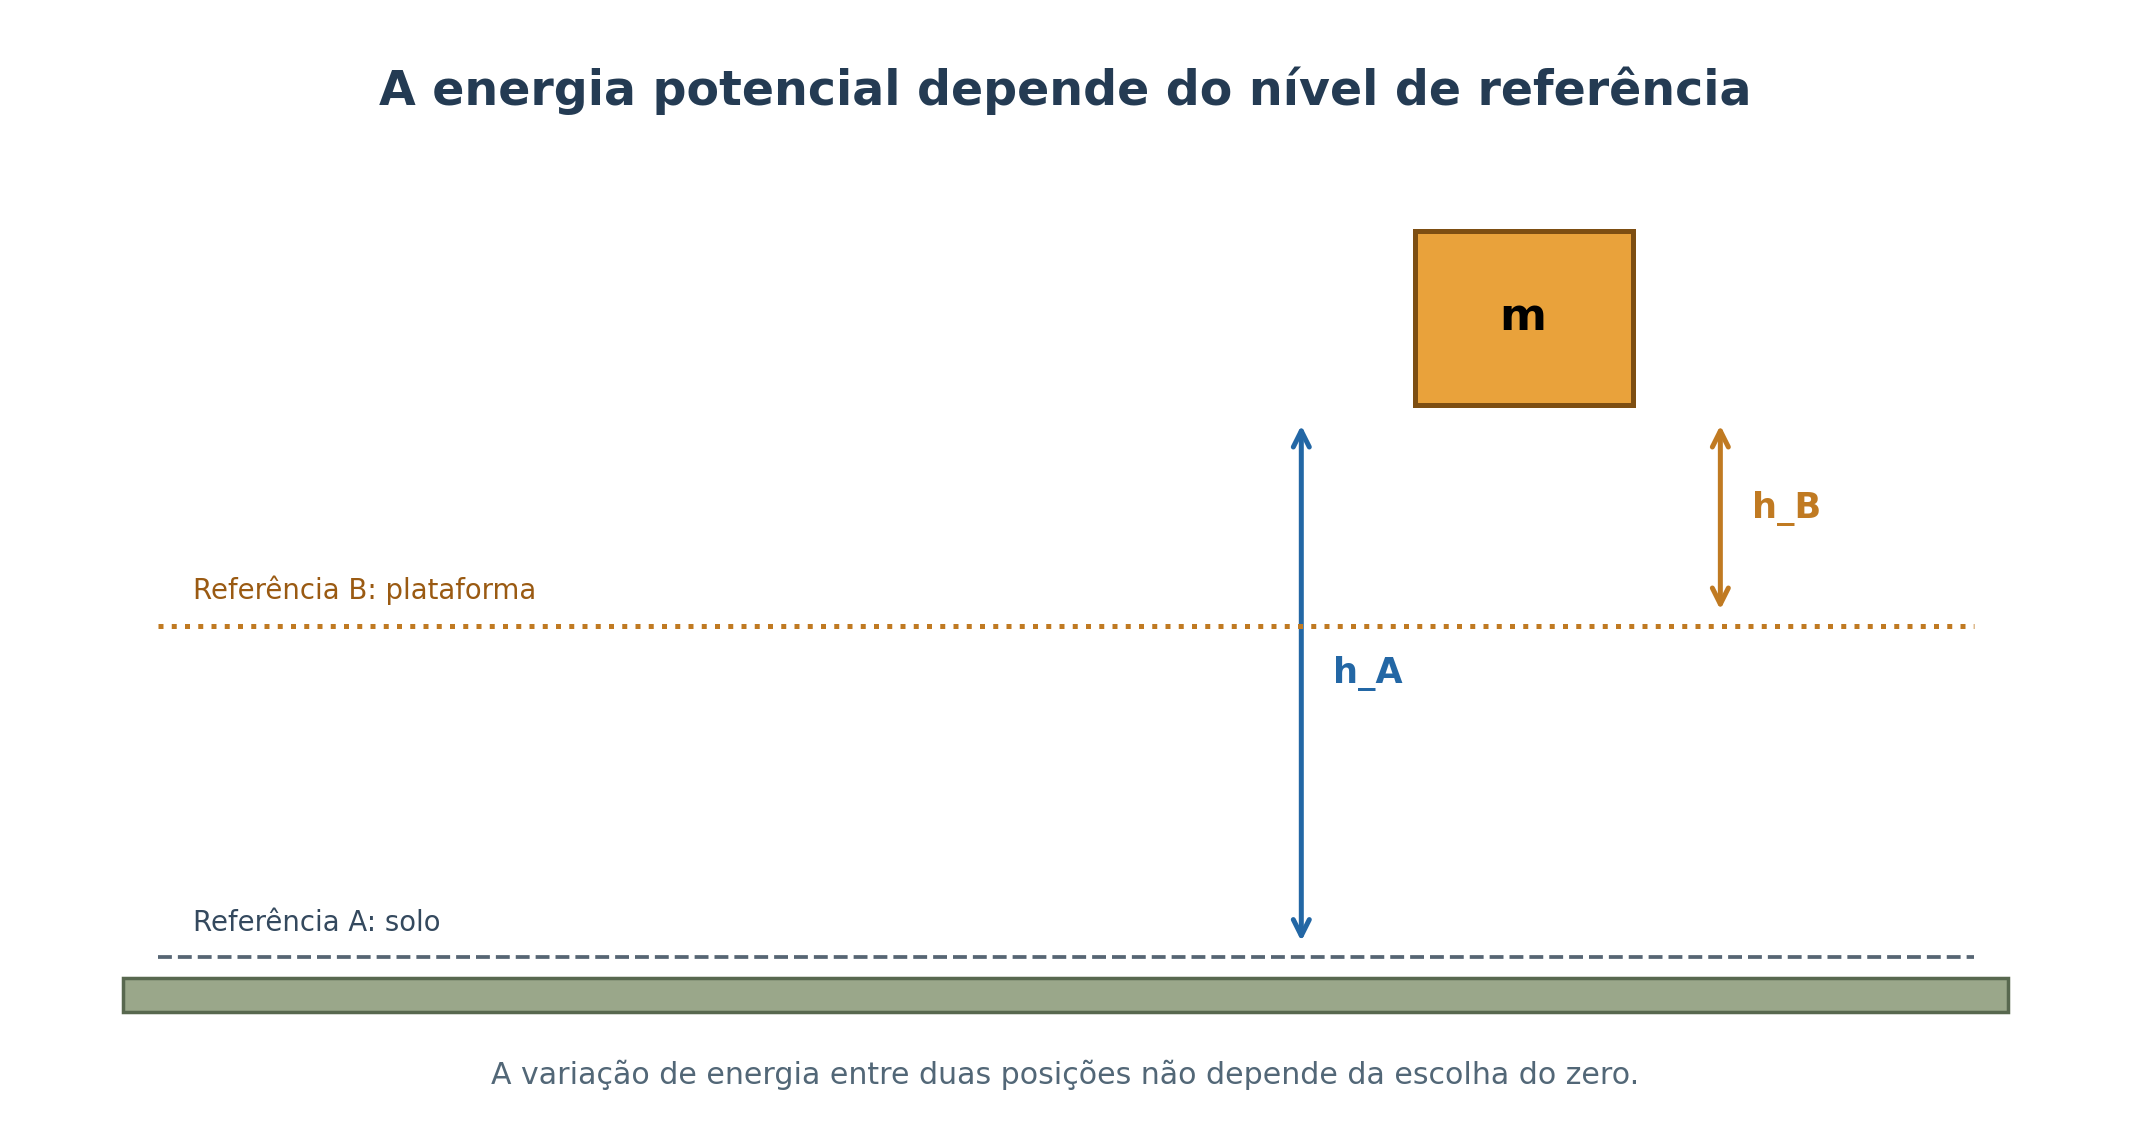 A energia potencial depende do nível de referência
m
h_B
Referência B: plataforma
h_A
Referência A: solo
A variação de energia entre duas posições não depende da escolha do zero.